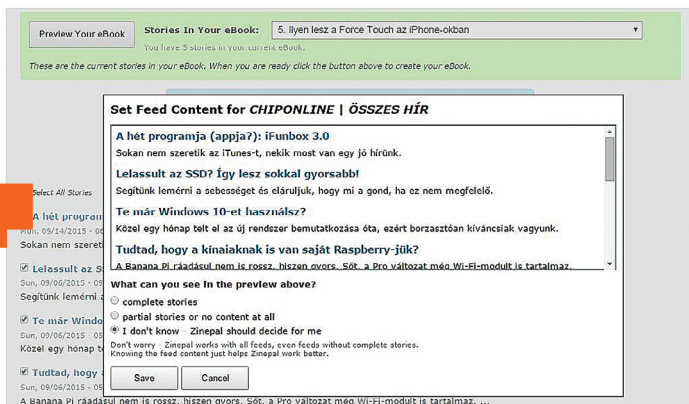 Preview Your eBook
Stories In Your eBook:
5. Ilyen lesz a Force Touch az iPhone-okban
You have 5 stories in your current eBook.
These are the current stories in your eBook. When you are ready click the button above to create your eBook.
Set Feed Content for CHIPONLINE | ÖSSZES HÍR
A hét programja (appja?): iFunbox 3.0
Sokan nem szeretik az iTunes-t, nekik most van egy jó hírünk.
Lelassult az SSD? Így lesz sokkal gyorsabb!
Segítünk lemérni a sebességet és eláruljuk, hogy mi a gond, ha ez nem megfelelő.
Te már Windows 10-et használsz?
Közel egy hónap telt el az új rendszer bemutatkozása óta, ezért borzasztóan kíváncsiak vagyunk.
Tudtad, hogy a kínaiaknak is van saját Raspberry-jük?
A Banana Pi ráadásul nem is rossz, hiszen gyors. Sőt, a Pro változat még Wi-Fi-modult is tartalmaz.
What can you see in the preview above?
complete stories
partial stories or no content at all
I don't know - Zinepal should decide for me
Don't worry - Zinepal works with all feeds, even feeds without complete stories.
Knowing the feed content just helps Zinepal work better.
Save
Cancel
Select All Stories
A hét program
Mon, 09/14/2015 - 06
Sokan nem szereti
Lelassult az S
Sun, 09/06/2015 - 09
Segítünk lemérni a
Te már Windo
Sun, 09/06/2015 - 05
Közel egy hónap t
Tudtad, hogy
Sun, 09/06/2015 - 05
A Banana Pi ráadásul nem is rossz, hiszen gyors. Sőt, a Pro változat még Wi-Fi-modult is tartalmaz. ...